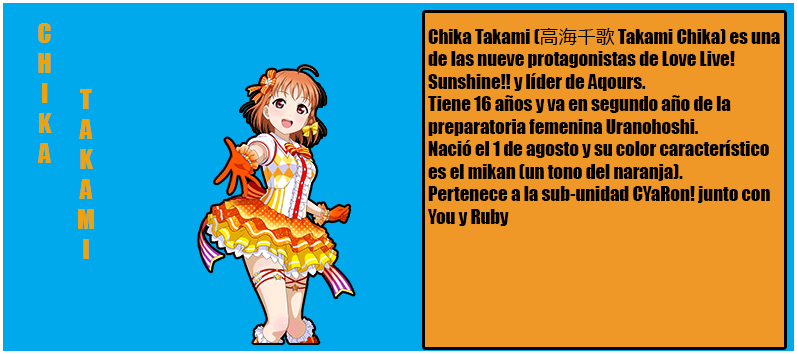 CHIKA
TAKAMI
Chika Takami (高海千歌 Takami Chika) es una
de las nueve protagonistas de Love Live!
Sunshine!! y líder de Aqours.
Tiene 16 años y va en segundo año de la
preparatoria femenina Uranohoshi.
Nació el 1 de agosto y su color característico
es el mikan (un tono del naranja).
Pertenece a la sub-unidad CYaRon! junto con
You y Ruby